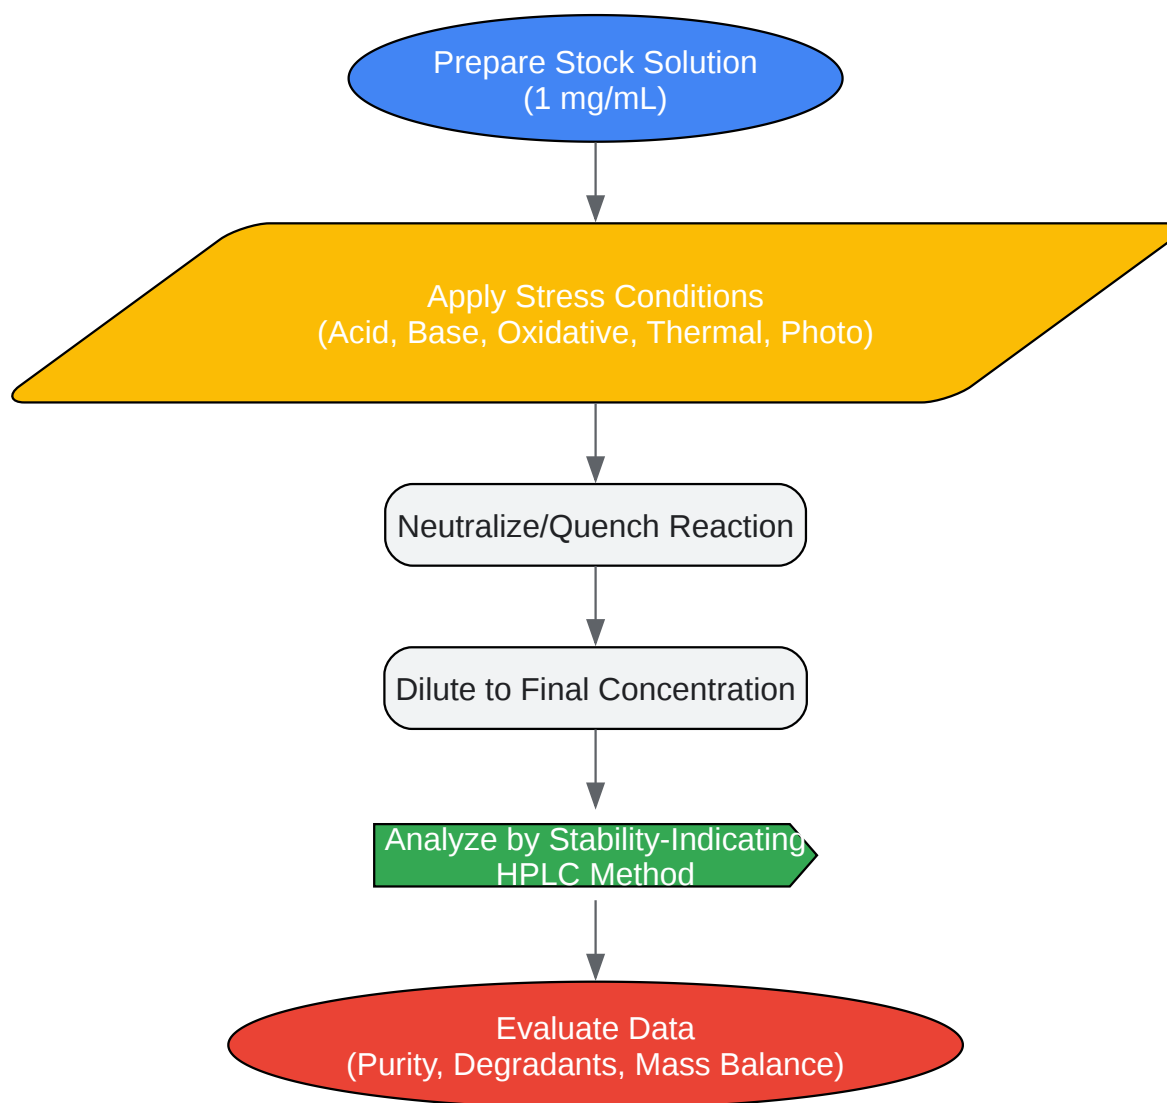 Prepare Stock Solution
(1 mg/mL)
Apply Stress Conditions
(Acid, Base, Oxidative, Thermal, Photo)
Neutralize/Quench Reaction
Dilute to Final Concentration
Analyze by Stability-Indicating
HPLC Method
Evaluate Data
(Purity, Degradants, Mass Balance)